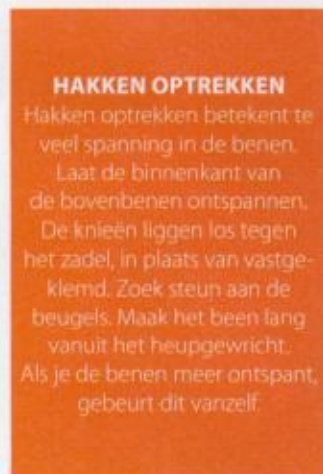 HAKKEN OPTREKKEN
Hakken optrekken betekent te
veel spanning in de benen.
Laat de binnenkant van
de bovenbenen ontspannen.
De knieën liggen los tegen
het zadel, in plaats van vastge-
klemd. Zoek steun aan de
beugels. Maak het been lang
vanuit het heupgewricht.
Als je de benen meer ontspant,
gebeurt dit vanzelf.